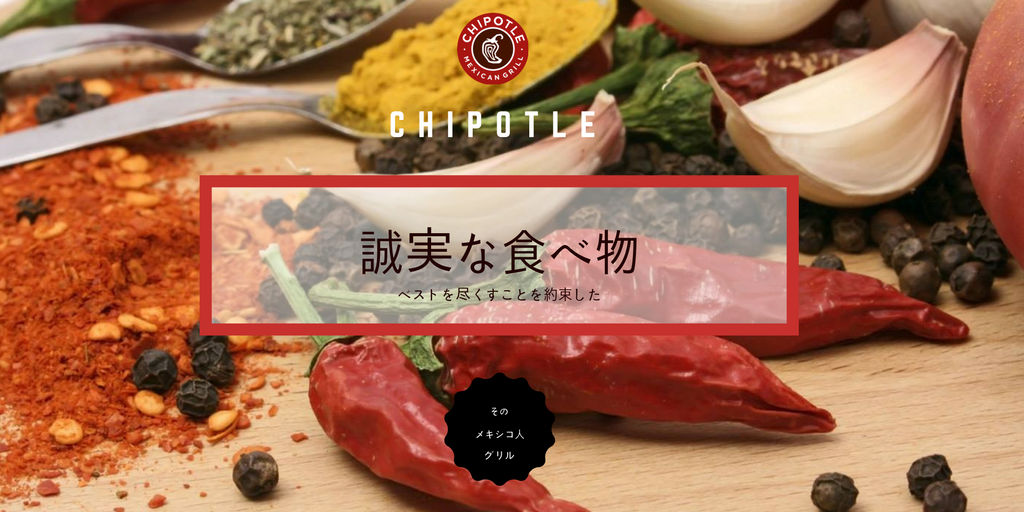 CHIPOTLE
MEXICAN GRILL
CHIPOTLE
誠実な食べ物
ベストを尽くすことを約束した
その
メキシコ人
グリル